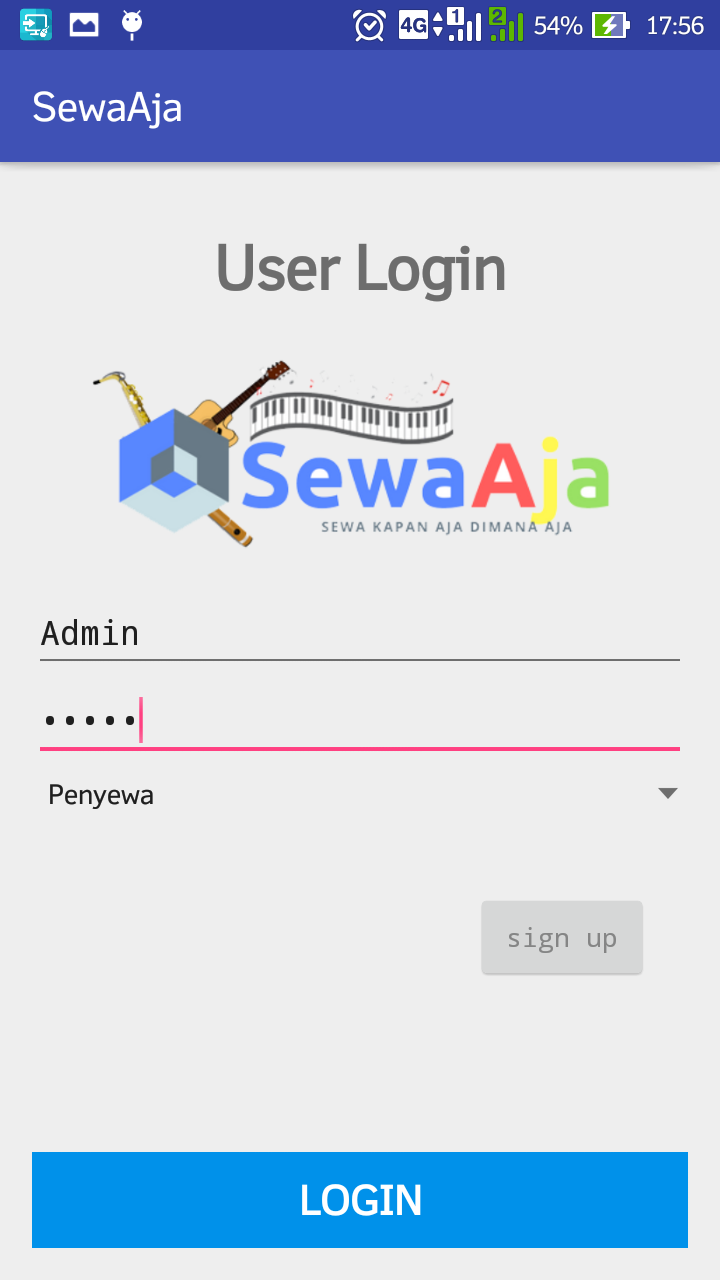 4G 1 2 54% 17:56
SewaAja
User Login
SewaAja
SEWA KAPAN AJA DIMANA AJA
Admin
•••••
Penyewa
sign up
LOGIN